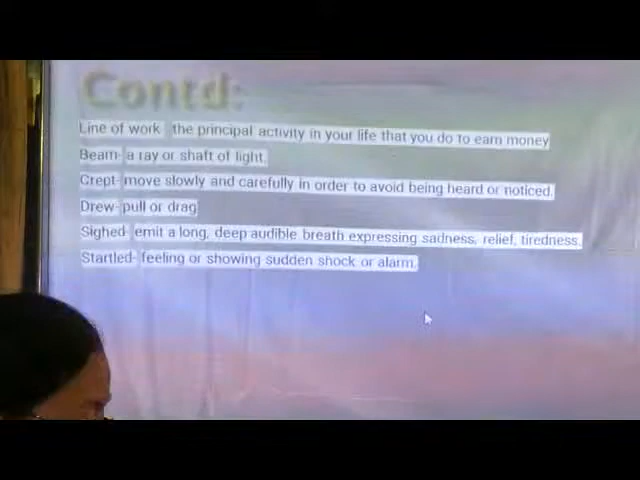 Contd:
Line of work the principal activity in your life that you do to earn money
Beam- a ray or shaft of light.
Crept- move slowly and carefully in order to avoid being heard or noticed.
Drew- pull or drag
Sighed- emit a long, deep audible breath expressing sadness, relief, tiredness.
Startled- feeling or showing sudden shock or alarm.